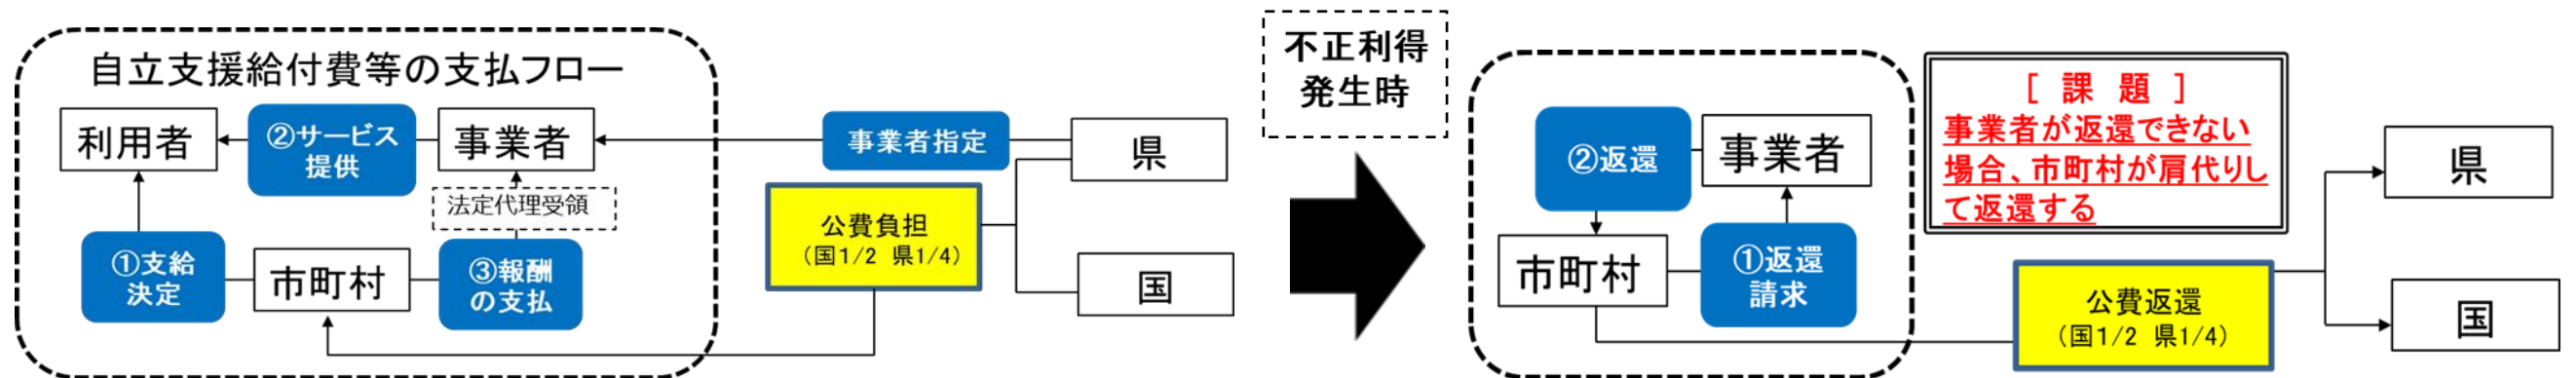 自立支援給付費等の支払フロー
利用者
②サービス
提供
事業者
事業者指定
県
法定代理受領
公費負担
（国1/2 県1/4）
①支給
決定
市町村
③報酬
の支払
国
不正利得
発生時
②返還
事業者
市町村
①返還
請求
［ 課 題 ］
事業者が返還できない
場合、市町村が肩代りし
て返還する
公費返還
（国1/2 県1/4）
県
国